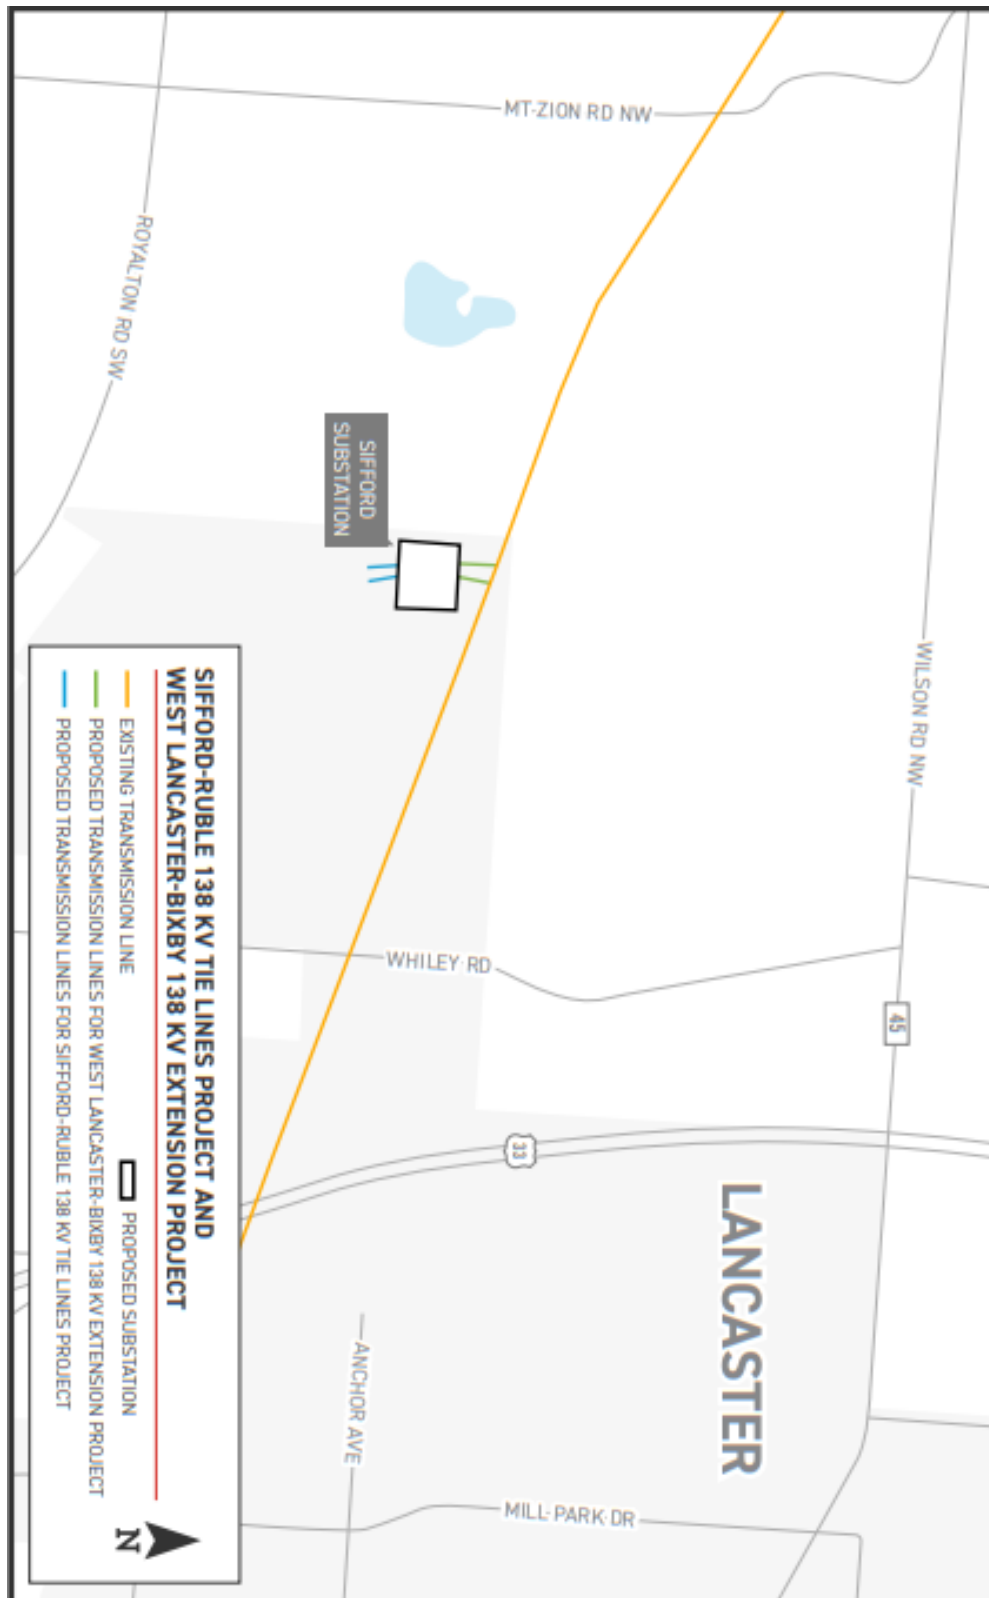 MT-ZION RD NW
ROYALTON RD SW
WILSON RD NW
SIFFORD
SUBSTATION
WHILEY RD
45
33
LANCASTER
ANCHOR AVE
MILL PARK DR
SIFFORD-RUBLE 138 KV TIE LINES PROJECT AND
WEST LANCASTER-BIXBY 138 KV EXTENSION PROJECT
EXISTING TRANSMISSION LINE
PROPOSED SUBSTATION
PROPOSED TRANSMISSION LINES FOR WEST LANCASTER-BIXBY 138 KV EXTENSION PROJECT
PROPOSED TRANSMISSION LINES FOR SIFFORD-RUBLE 138 KV TIE LINES PROJECT
N